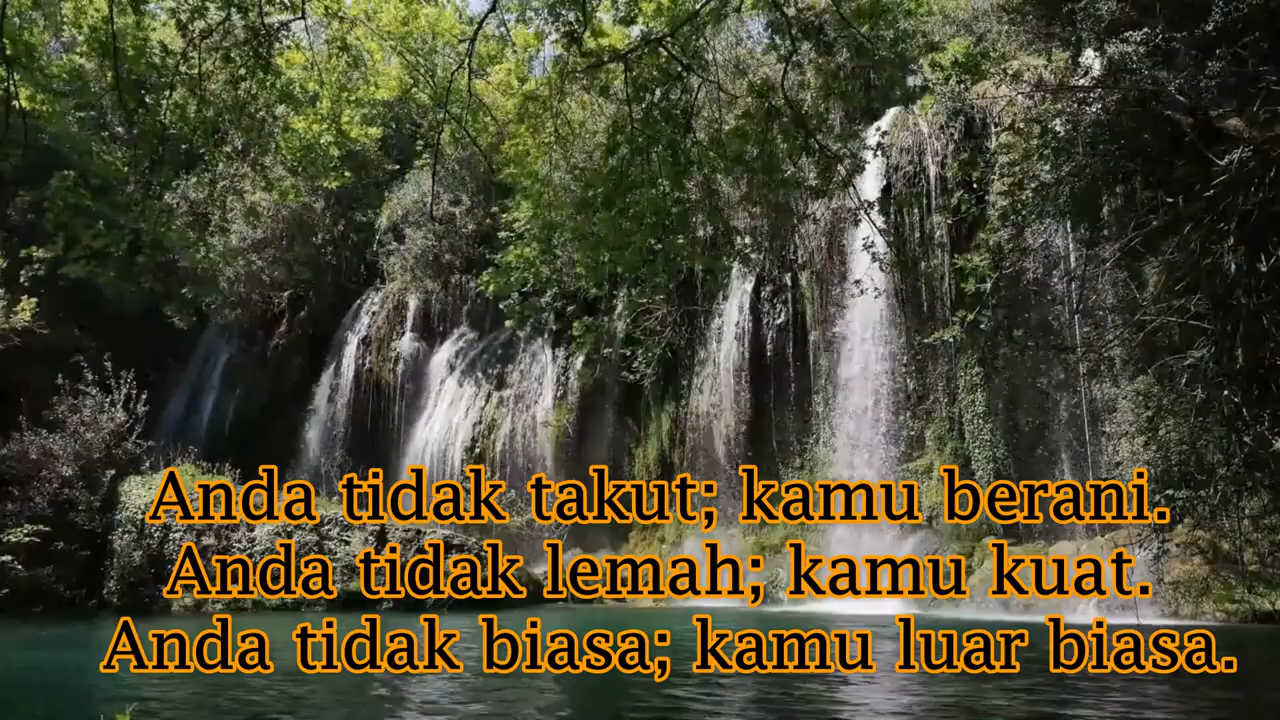 Anda tidak takut; kamu berani.
Anda tidak lemah; kamu kuat.
Anda tidak biasa; kamu luar biasa.